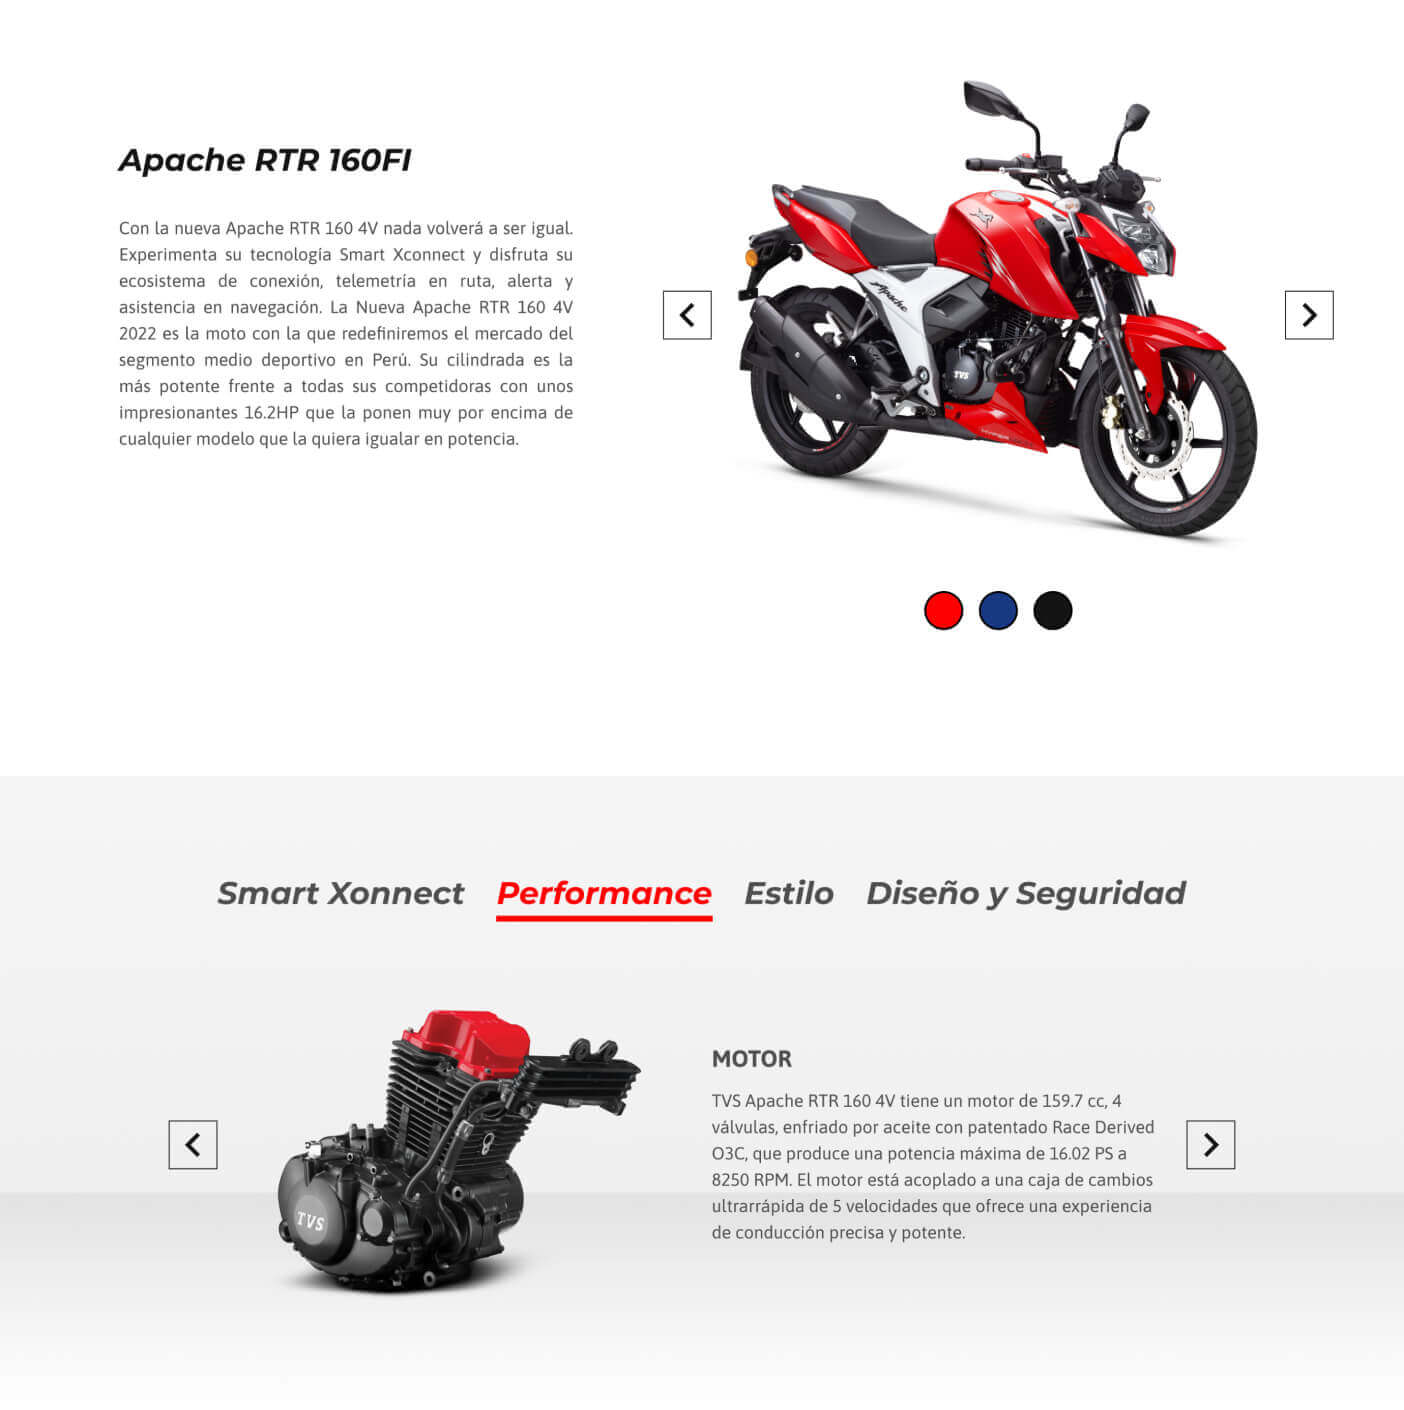 Apache RTR 160FI
Con la nueva Apache RTR 160 4V nada volverá a ser igual.
Experimenta su tecnología Smart Xconnect y disfruta su
ecosistema de conexión, telemetría en ruta, alerta y
asistencia en navegación. La Nueva Apache RTR 160 4V
2022 es la moto con la que redefiniremos el mercado del
segmento medio deportivo en Perú. Su cilindrada es la
más potente frente a todas sus competidoras con unos
impresionantes 16.2HP que la ponen muy por encima de
cualquier modelo que la quiera igualar en potencia.
Apache
TVS
HYPER
Smart Xonnect Performance Estilo Diseño y Seguridad
MOTOR
TVS Apache RTR 160 4V tiene un motor de 159.7 cc, 4
válvulas, enfriado por aceite con patentado Race Derived
O3C, que produce una potencia máxima de 16.02 PS a
8250 RPM. El motor está acoplado a una caja de cambios
ultrarrápida de 5 velocidades que ofrece una experiencia
de conducción precisa y potente.
TVS